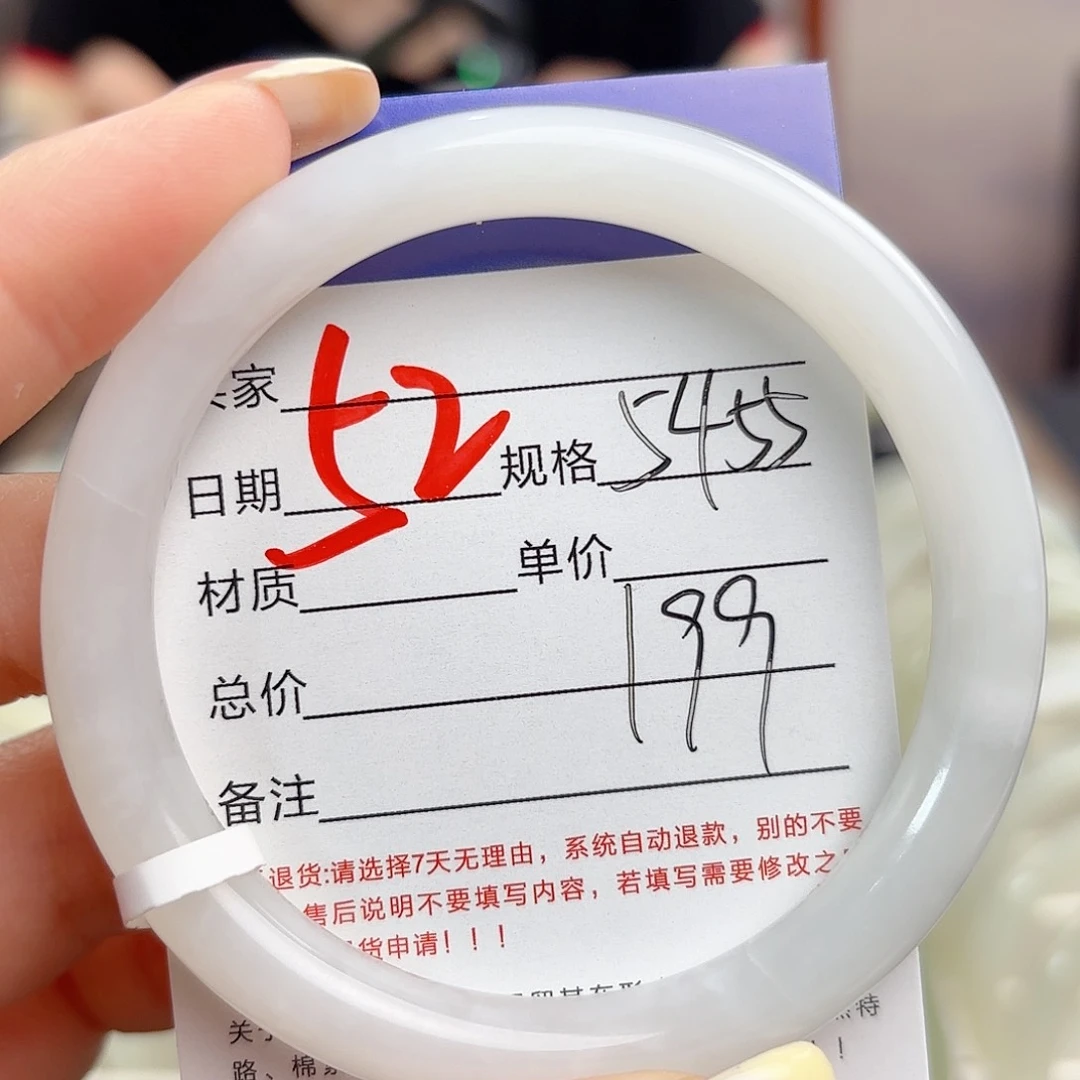 家
52
日期 规格 5455
材质 单价
199
总价
备注
退货:请选择7天无理由，系统自动退款，别的不要
售后说明不要填写内容，若填写需要修改之
货申请！！！
关
路、棉